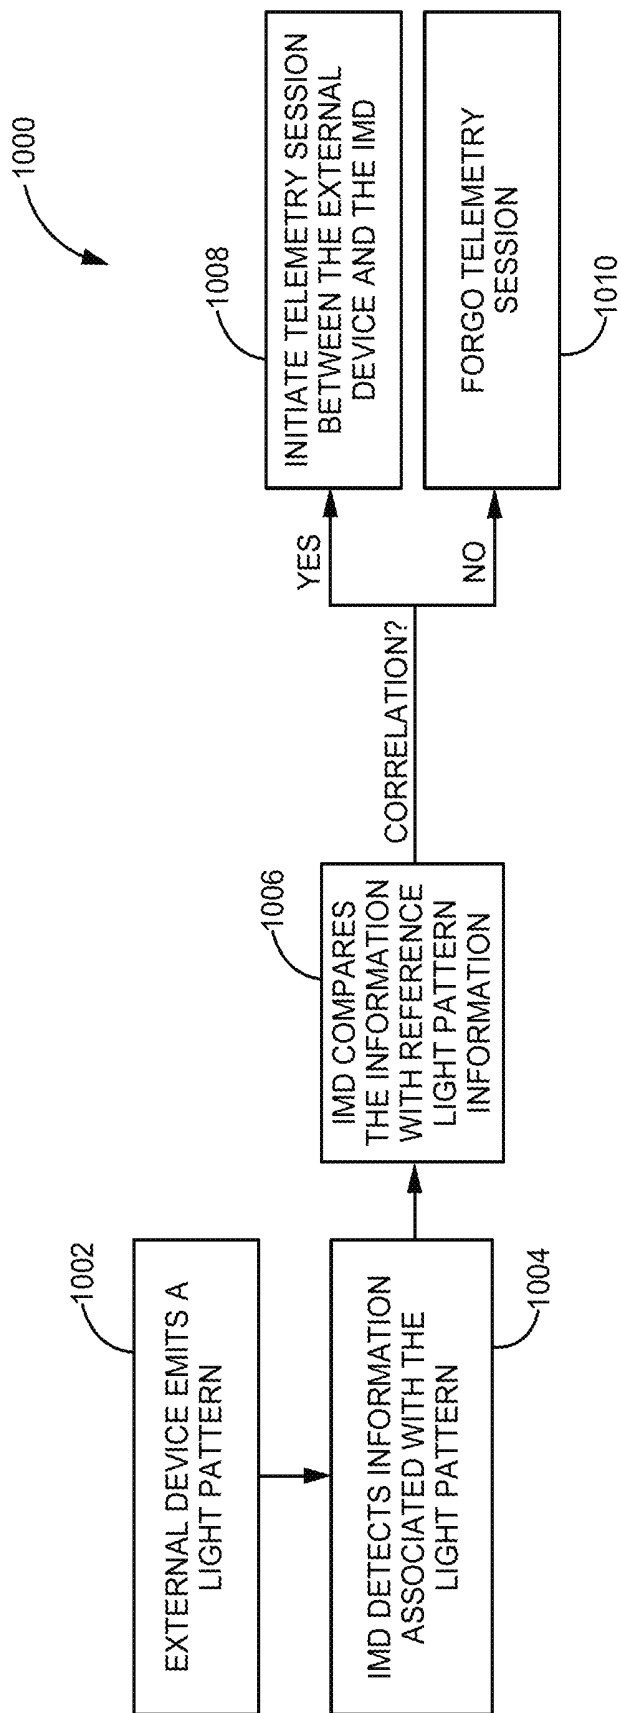 1000
1002
EXTERNAL DEVICE EMITS A
LIGHT PATTERN
IMD DETECTS INFORMATION
ASSOCIATED WITH THE
LIGHT PATTERN
1004
1006
IMD COMPARES
THE INFORMATION
WITH REFERENCE
LIGHT PATTERN
INFORMATION
CORRELATION?
YES
NO
1008
INITIATE TELEMETRY SESSION
BETWEEN THE EXTERNAL
DEVICE AND THE IMD
FORGO TELEMETRY
SESSION
1010